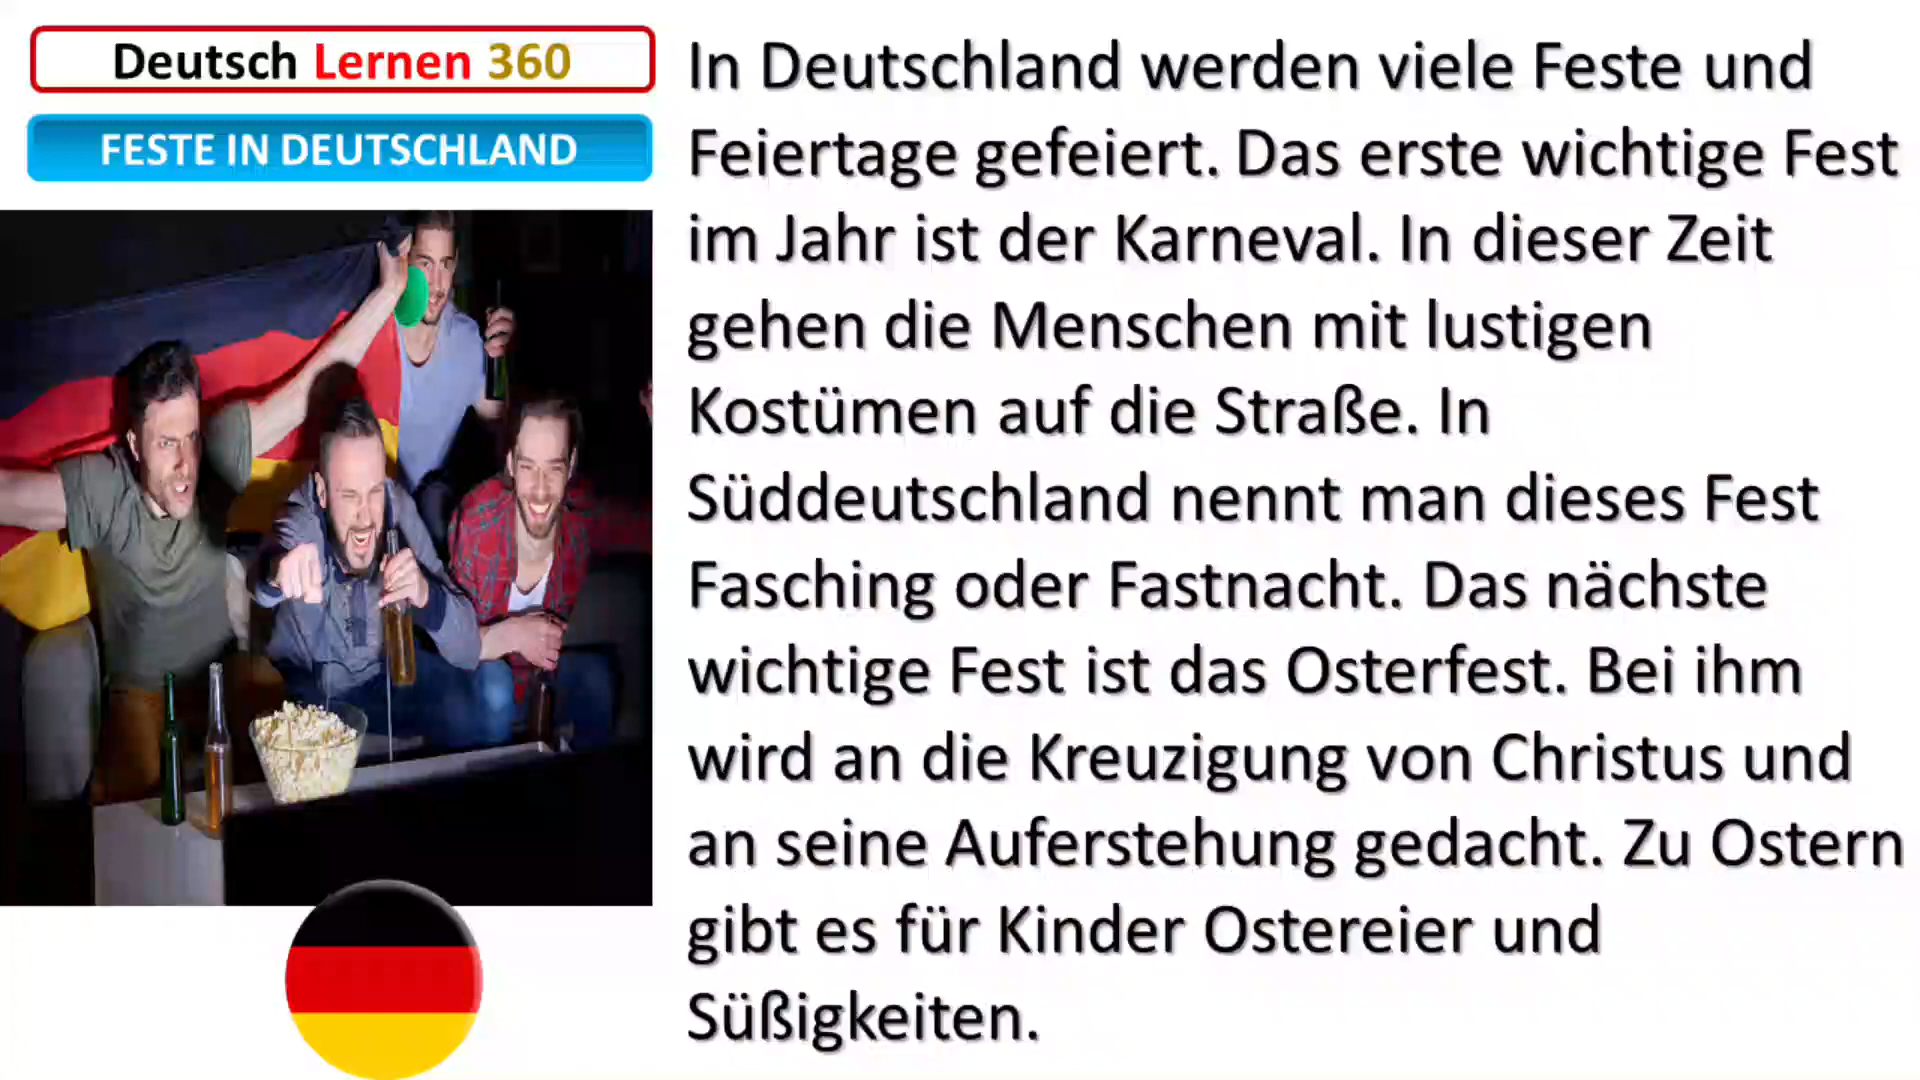 Deutsch Lernen 360
FESTE IN DEUTSCHLAND
In Deutschland werden viele Feste und
Feiertage gefeiert. Das erste wichtige Fest
im Jahr ist der Karneval. In dieser Zeit
gehen die Menschen mit lustigen
Kostümen auf die Straße. In
Süddeutschland nennt man dieses Fest
Fasching oder Fastnacht. Das nächste
wichtige Fest ist das Osterfest. Bei ihm
wird an die Kreuzigung von Christus und
an seine Auferstehung gedacht. Zu Ostern
gibt es für Kinder Ostereier und
Süßigkeiten.